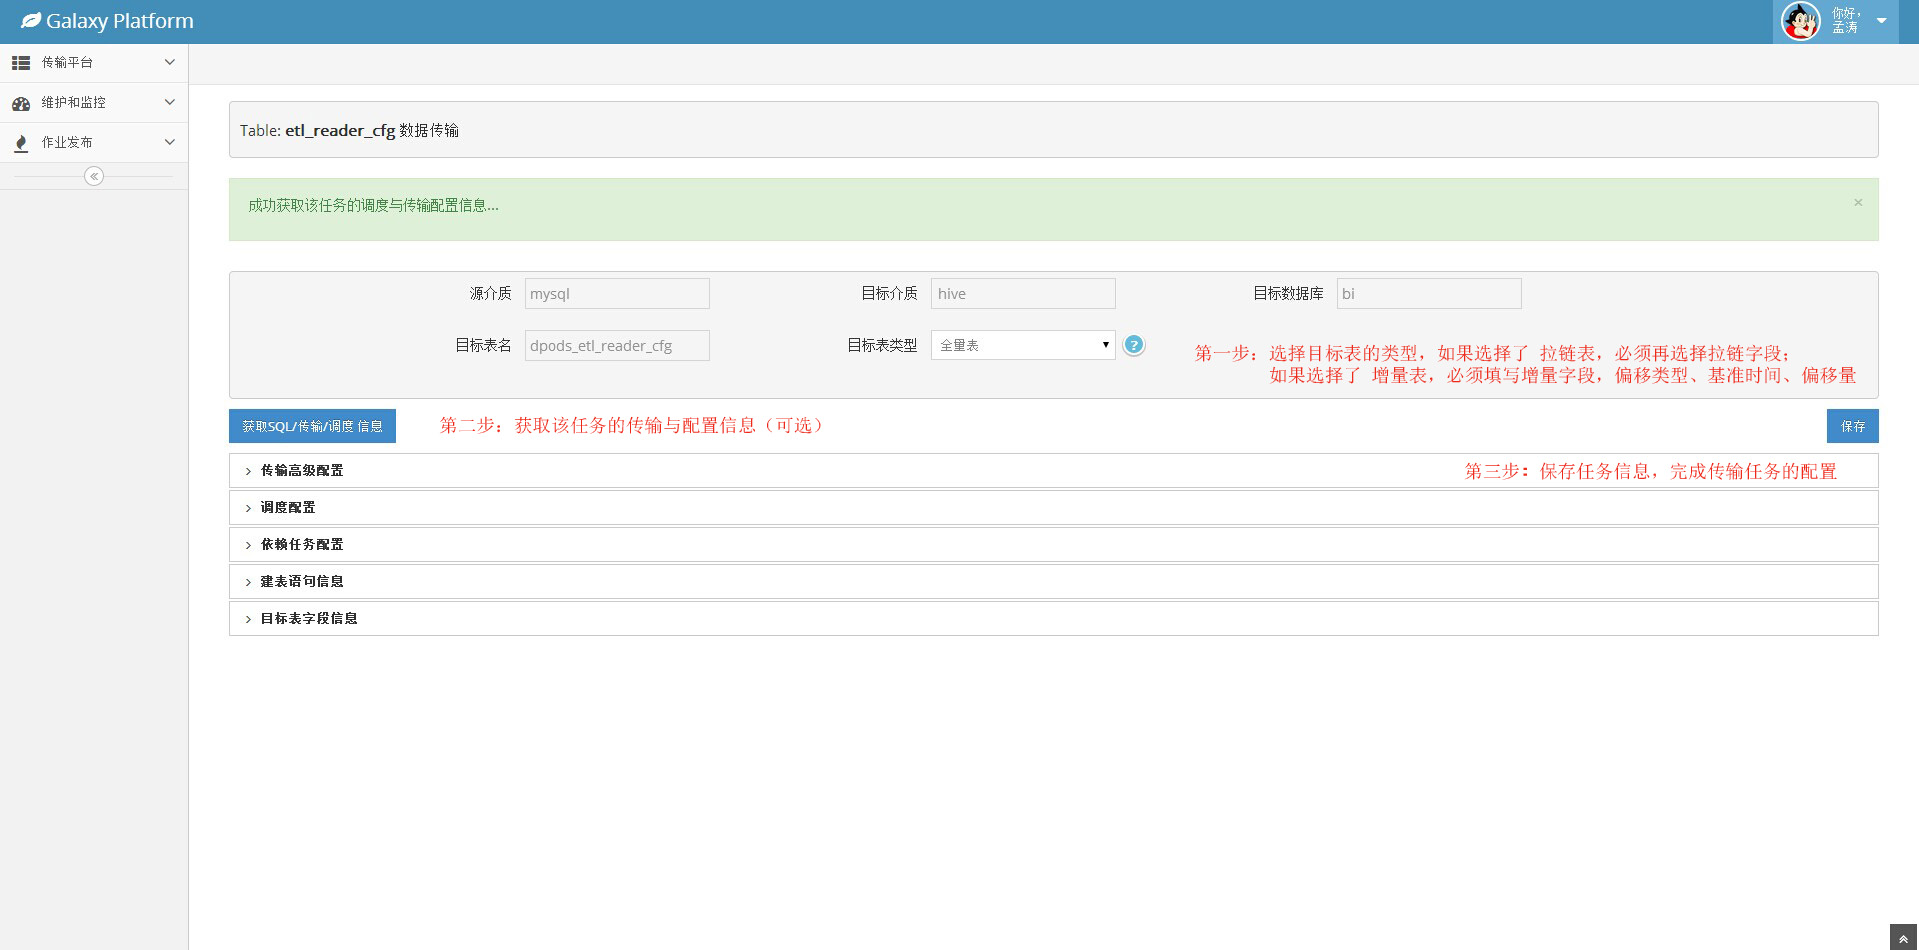 Galaxy Platform
你好，
孟涛
传输平台
维护和监控
作业发布
Table: etl_reader_cfg 数据传输
成功获取该任务的调度与传输配置信息...
×
源介质 mysql 目标介质 hive 目标数据库 bi
目标表名 dpods_etl_reader_cfg 目标表类型 全量表 ?
第一步：选择目标表的类型，如果选择了 拉链表，必须再选择拉链字段；
如果选择了 增量表，必须填写增量字段，偏移类型、基准时间、偏移量
获取SQL/传输/调度 信息 第二步：获取该任务的传输与配置信息（可选） 保存
传输高级配置 第三步：保存任务信息，完成传输任务的配置
调度配置
依赖任务配置
建表语句信息
目标表字段信息